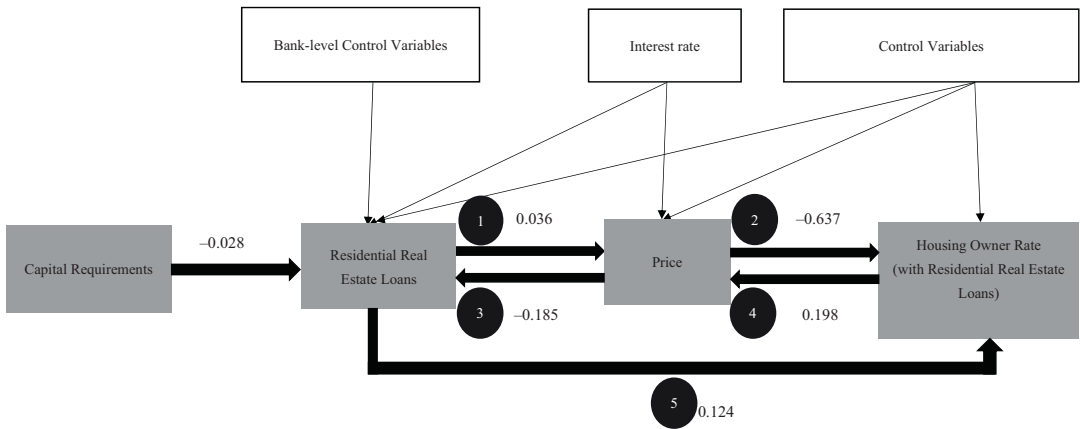 Bank-level Control Variables
Interest rate
Control Variables
Capital Requirements
–0.028
Residential Real
Estate Loans
1
0.036
3
–0.185
Price
2
–0.637
4
0.198
Housing Owner Rate
(with Residential Real Estate
Loans)
5
0.124